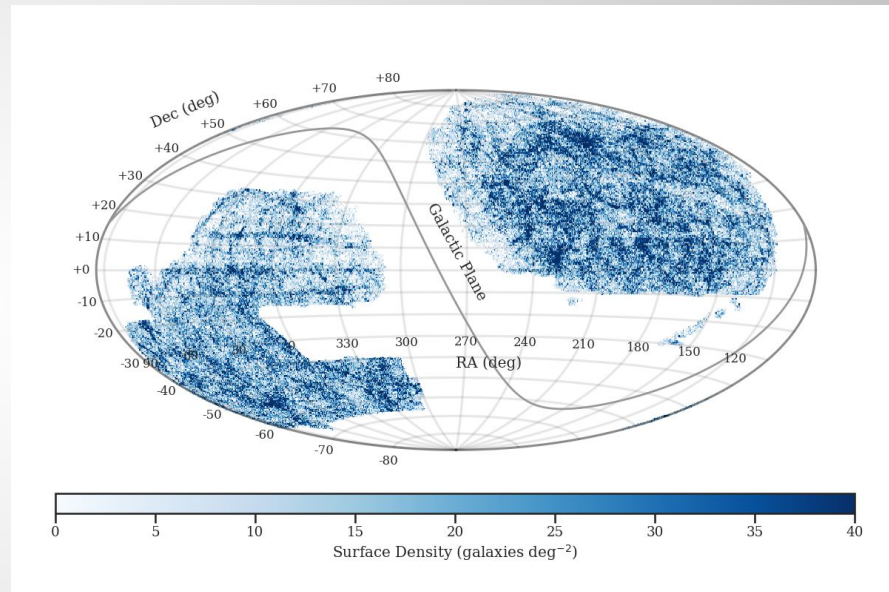 +80
+70
+60
Dec (deg)
+50
+40
+30
+20
+10
+0
-10
-20
-30 90
-40
-50
-60
-70
-80
Galactic Plane
330 300 270 240 210 180 150 120
RA (deg)
0 5 10 15 20 25 30 35 40
Surface Density (galaxies deg⁻²)